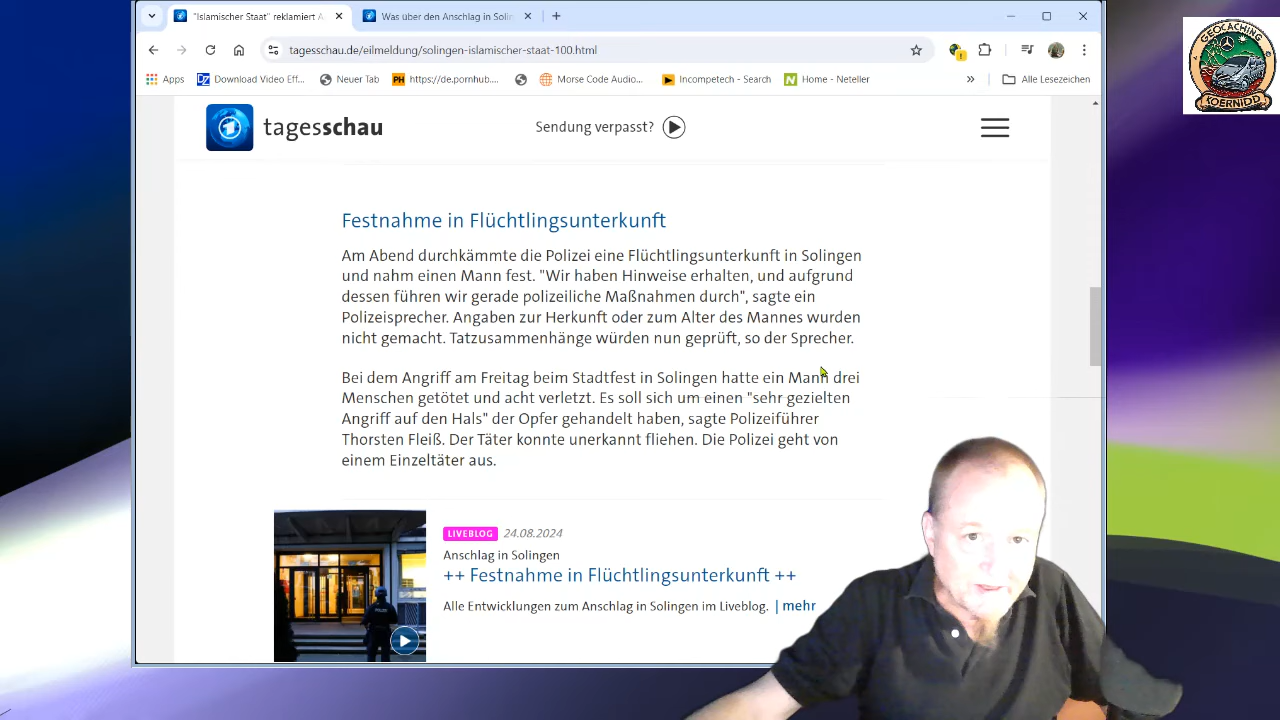 "Islamischer Staat" reklamiert A
Was über den Anschlag in Solin
tagesschau.de/eilmeldung/solingen-islamischer-staat-100.html
Apps
Download Video Eff...
Neuer Tab
https://de.pornhub....
Morse Code Audio...
Incompetech - Search
Home - Neteller
»
Alle Lesezeichen
GEOCACHING
KOERNIDD
tagesschau
Sendung verpasst?
Festnahme in Flüchtlingsunterkunft
Am Abend durchkämmte die Polizei eine Flüchtlingsunterkunft in Solingen
und nahm einen Mann fest. "Wir haben Hinweise erhalten, und aufgrund
dessen führen wir gerade polizeiliche Maßnahmen durch", sagte ein
Polizeisprecher. Angaben zur Herkunft oder zum Alter des Mannes wurden
nicht gemacht. Tatzusammenhänge würden nun geprüft, so der Sprecher.
Bei dem Angriff am Freitag beim Stadtfest in Solingen hatte ein Mann drei
Menschen getötet und acht verletzt. Es soll sich um einen "sehr gezielten
Angriff auf den Hals" der Opfer gehandelt haben, sagte Polizeiführer
Thorsten Fleiß. Der Täter konnte unerkannt fliehen. Die Polizei geht von
einem Einzeltäter aus.
LIVEBLOG 24.08.2024
Anschlag in Solingen
++ Festnahme in Flüchtlingsunterkunft ++
Alle Entwicklungen zum Anschlag in Solingen im Liveblog. | mehr